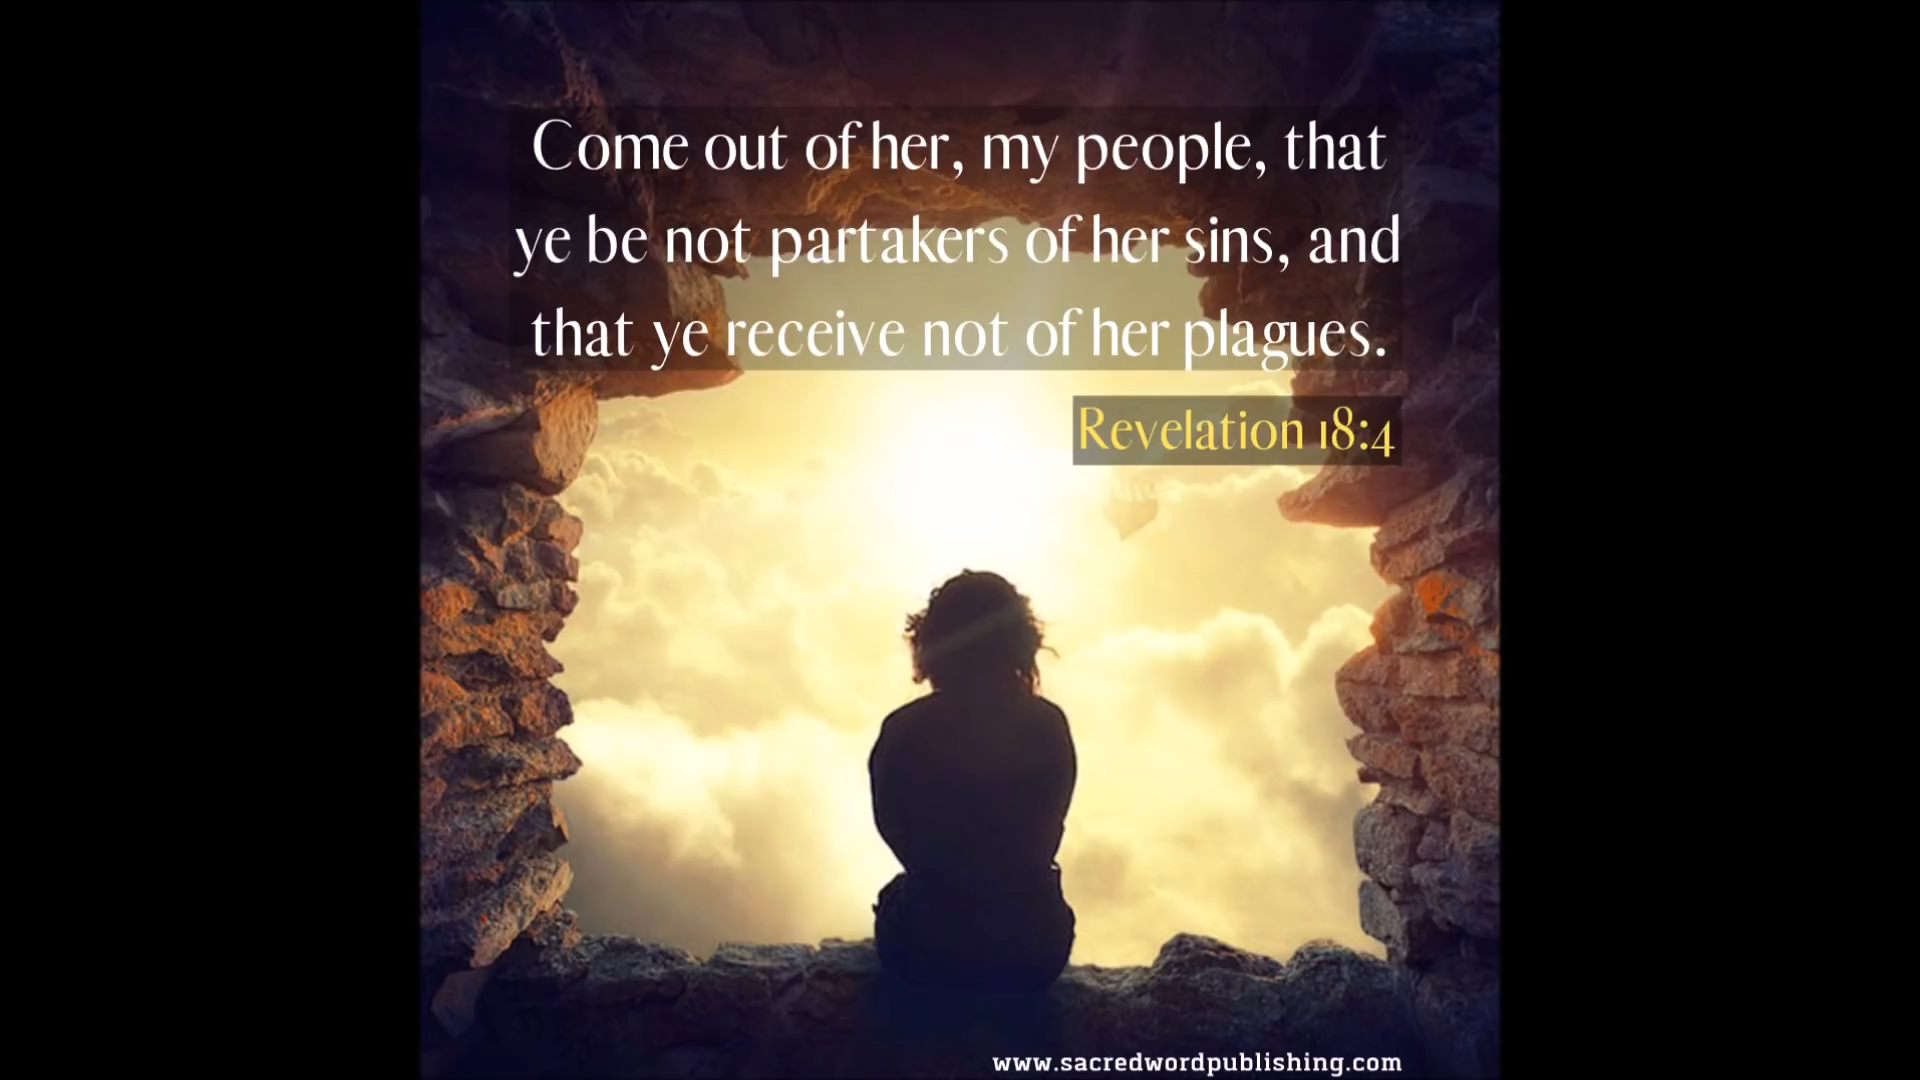 Come out of her, my people, that
ye be not partakers of her sins, and
that ye receive not of her plagues.
Revelation 18:4
www.sacredwordpublishing.com